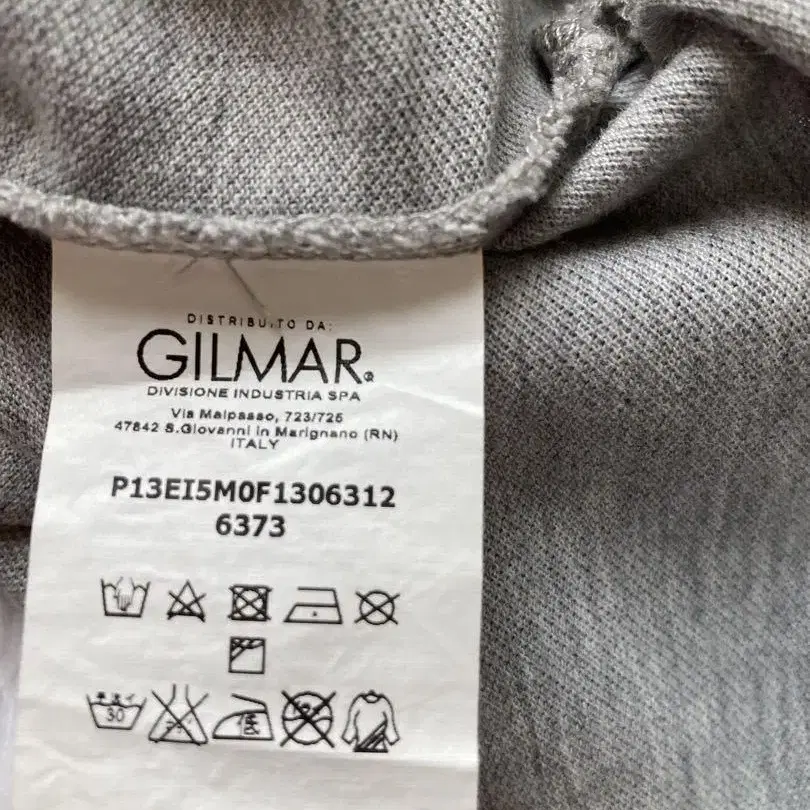 DISTRIBUITO DA:
GILMAR®
DIVISIONE INDUSTRIA SPA
Via Malpasso, 723/725
47842 S.Giovanni in Marignano (RN)
ITALY
P13EI5M0F1306312
6373
30
低